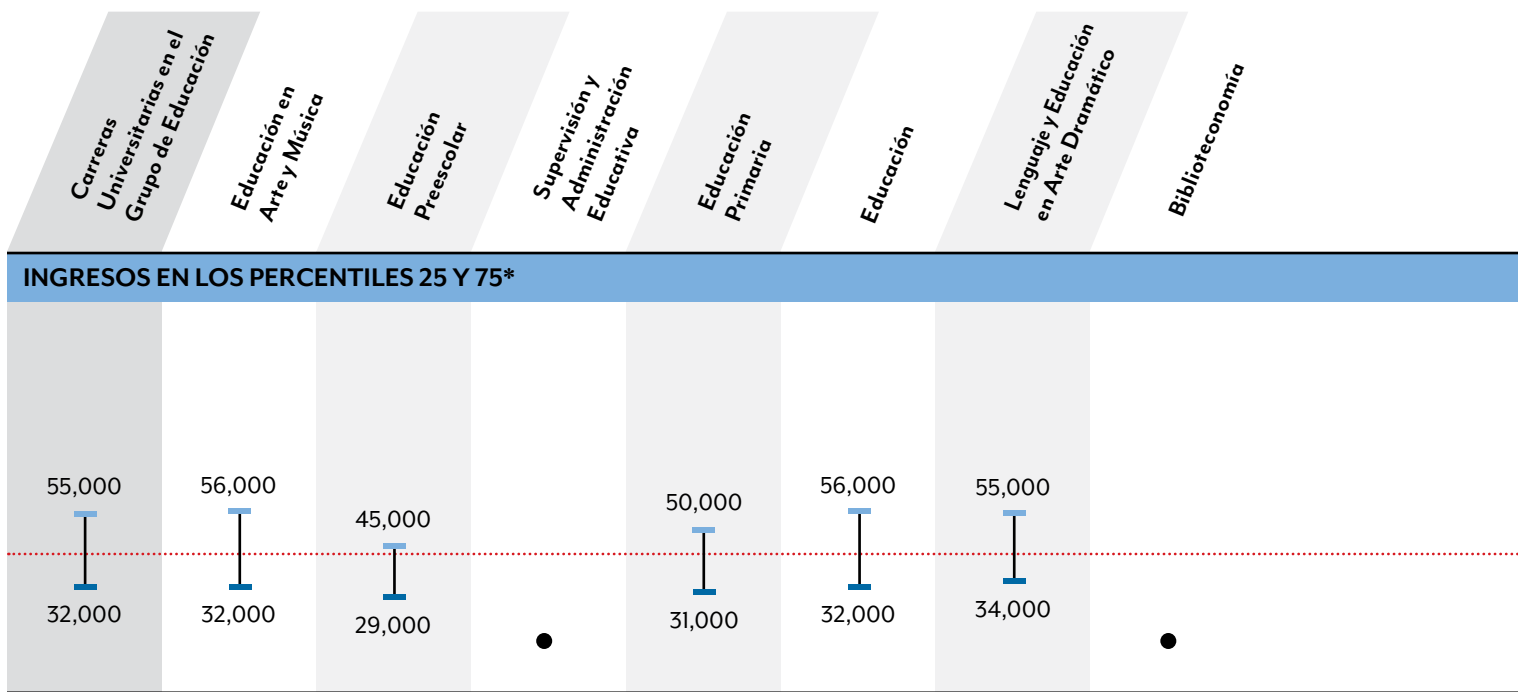 Carreras
Universitarias en el
Grupo de Educación
Educación en
Arte y Música
Educación
Preescolar
Supervisión y
Administración
Educativa
Educación
Primaria
Educación
Lenguaje y Educación
en Arte Dramático
Biblioteconomía
INGRESOS EN LOS PERCENTILES 25 Y 75*
55,000
56,000
45,000
50,000
56,000
55,000
32,000
32,000
29,000
31,000
32,000
34,000